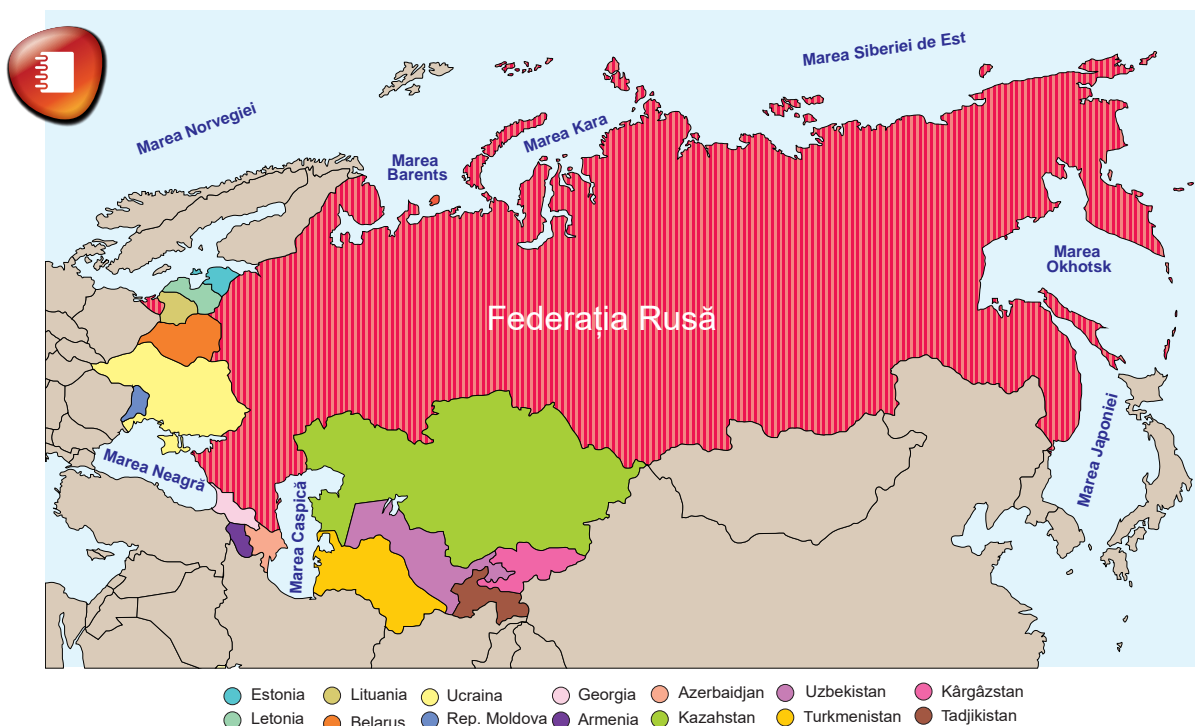 Marea Siberiei de Est
Marea Norvegiei
Marea Kara
Marea
Barents
Marea
Okhotsk
Federația Rusă
Marea Japoniei
Marea Neagră
Marea Caspică
Estonia
Lituania
Ucraina
Georgia
Azerbaidjan
Uzbekistan
Kârgâzstan
Letonia
Belarus
Rep. Moldova
Armenia
Kazahstan
Turkmenistan
Tadjikistan